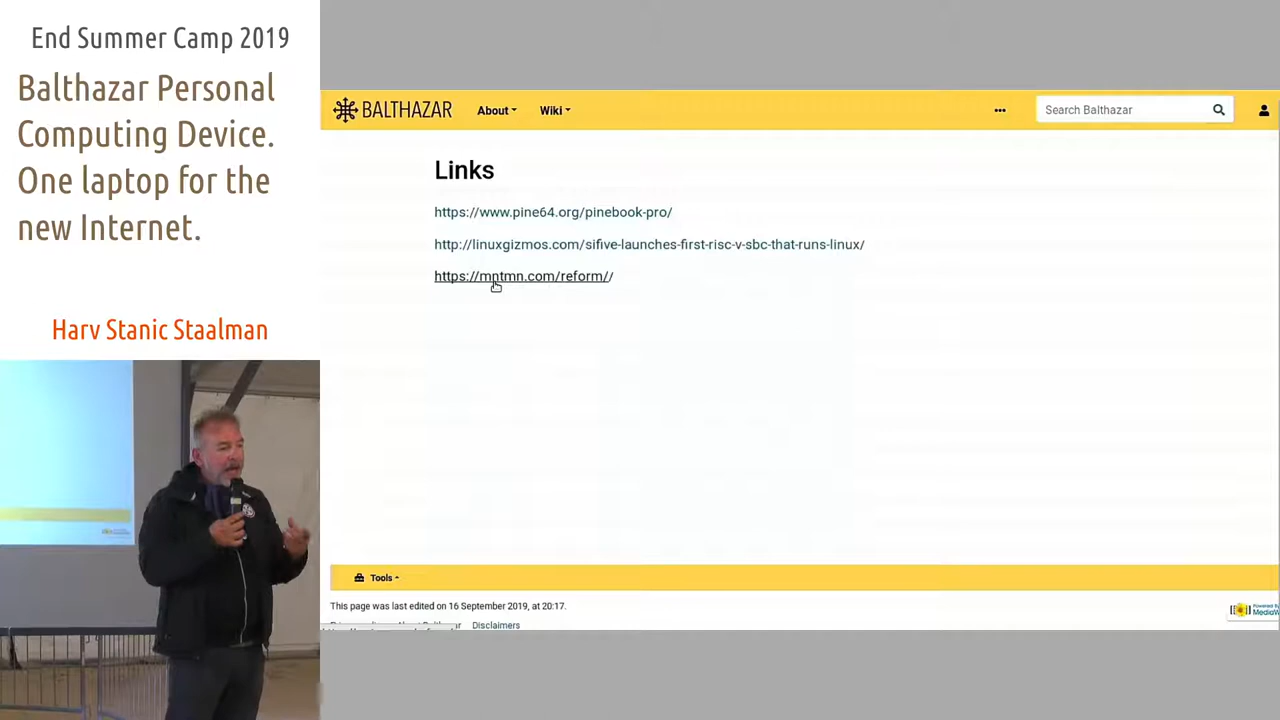 End Summer Camp 2019
Balthazar Personal
Computing Device.
One laptop for the
new Internet.
Harv Stanic Staalman
BALTHAZAR About Wiki ••• Search Balthazar
Links
https://www.pine64.org/pinebook-pro/
http://linuxgizmos.com/sifive-launches-first-risc-v-sbc-that-runs-linux/
https://mntmn.com/reform//
Tools
This page was last edited on 16 September 2019, at 20:17.
Powered By
MediaW
Disclaimers